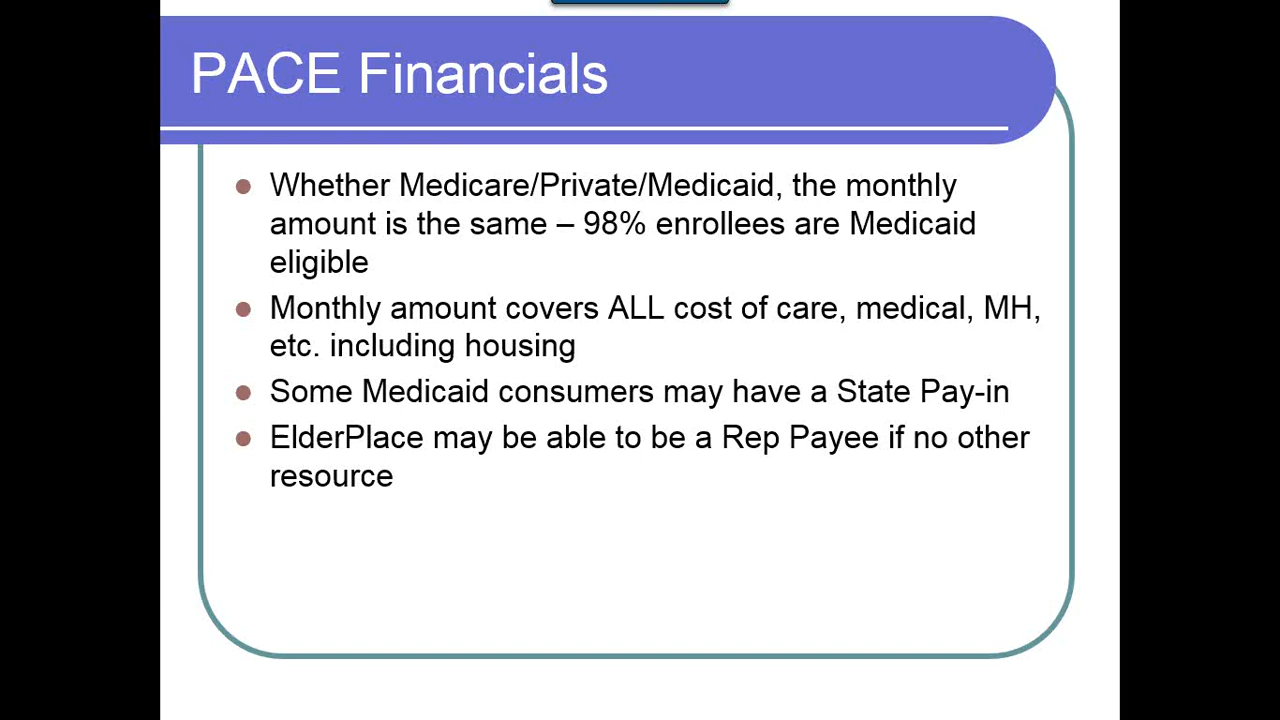 PACE Financials
Whether Medicare/Private/Medicaid, the monthly
amount is the same – 98% enrollees are Medicaid
eligible
Monthly amount covers ALL cost of care, medical, MH,
etc. including housing
Some Medicaid consumers may have a State Pay-in
ElderPlace may be able to be a Rep Payee if no other
resource